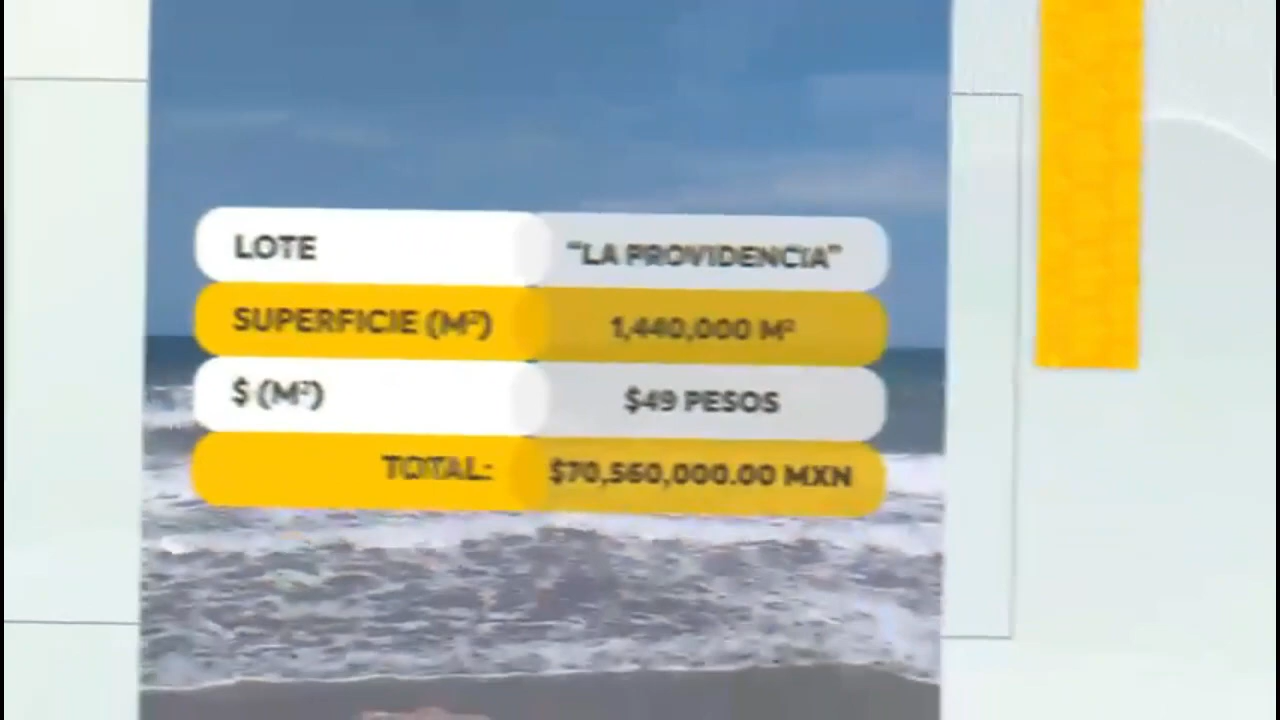 LOTE "LA PROVIDENCIA"
SUPERFICIE (M²) 1,440,000 M²
$ (M²) $49 PESOS
TOTAL: $70,560,000.00 MXN